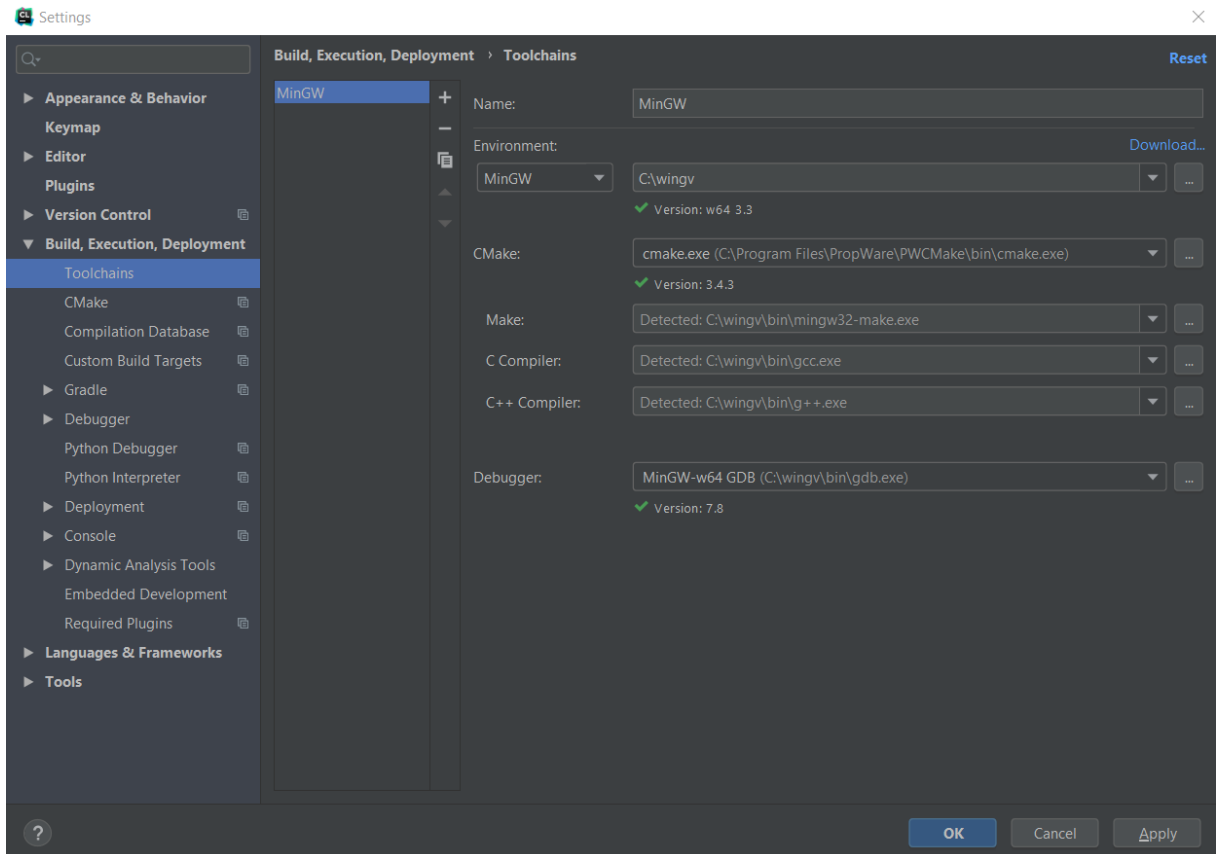 CL Settings
Build, Execution, Deployment › Toolchains
Reset
Appearance & Behavior
Keymap
Editor
Plugins
Version Control
Build, Execution, Deployment
Toolchains
CMake
Compilation Database
Custom Build Targets
Gradle
Debugger
Python Debugger
Python Interpreter
Deployment
Console
Dynamic Analysis Tools
Embedded Development
Required Plugins
Languages & Frameworks
Tools
MinGW
Name: MinGW
Environment: Download...
MinGW C:\wingv ...
Version: w64 3.3
CMake: cmake.exe (C:\Program Files\PropWare\PWCMake\bin\cmake.exe) ...
Version: 3.4.3
Make: Detected: C:\wingv\bin\mingw32-make.exe ...
C Compiler: Detected: C:\wingv\bin\gcc.exe ...
C++ Compiler: Detected: C:\wingv\bin\g++.exe ...
Debugger: MinGW-w64 GDB (C:\wingv\bin\gdb.exe) ...
Version: 7.8
? OK Cancel Apply